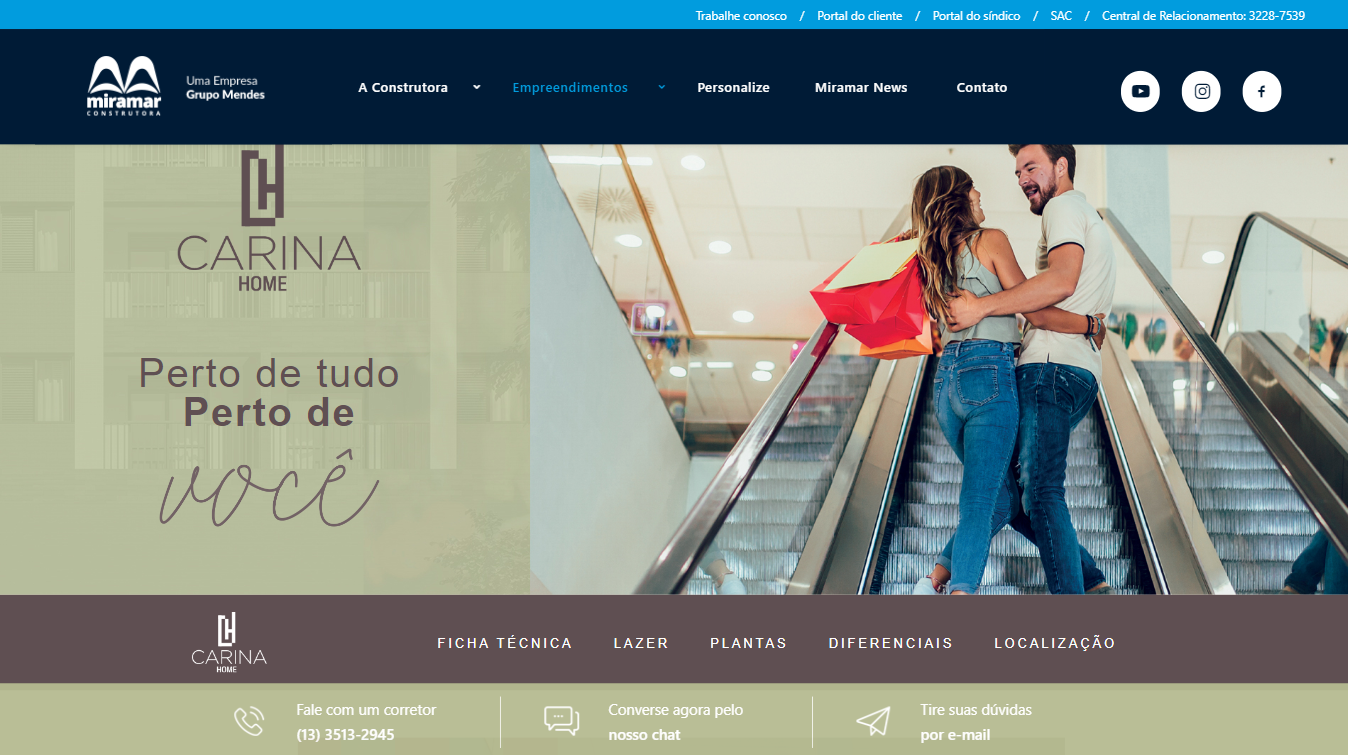 Trabalhe conosco / Portal do cliente / Portal do síndico / SAC / Central de Relacionamento: 3228-7539
miramar
CONSTRUTORA
Uma Empresa
Grupo Mendes
A Construtora
Empreendimentos
Personalize
Miramar News
Contato
CARINA
HOME
Perto de tudo
Perto de
você
CARINA
HOME
FICHA TÉCNICA
LAZER
PLANTAS
DIFERENCIAIS
LOCALIZAÇÃO
Fale com um corretor
(13) 3513-2945
Converse agora pelo
nosso chat
Tire suas dúvidas
por e-mail